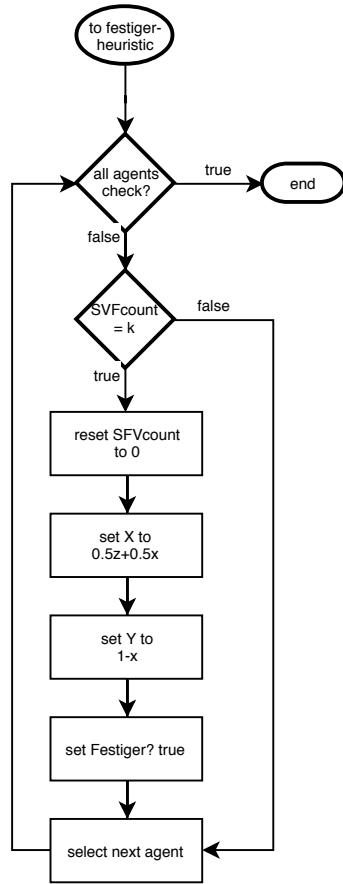 to festiger-
heuristic
all agents
check?
true
end
false
SVFcount
= k
false
true
reset SFVcount
to 0
set X to
0.5z+0.5x
set Y to
1-x
set Festiger? true
select next agent